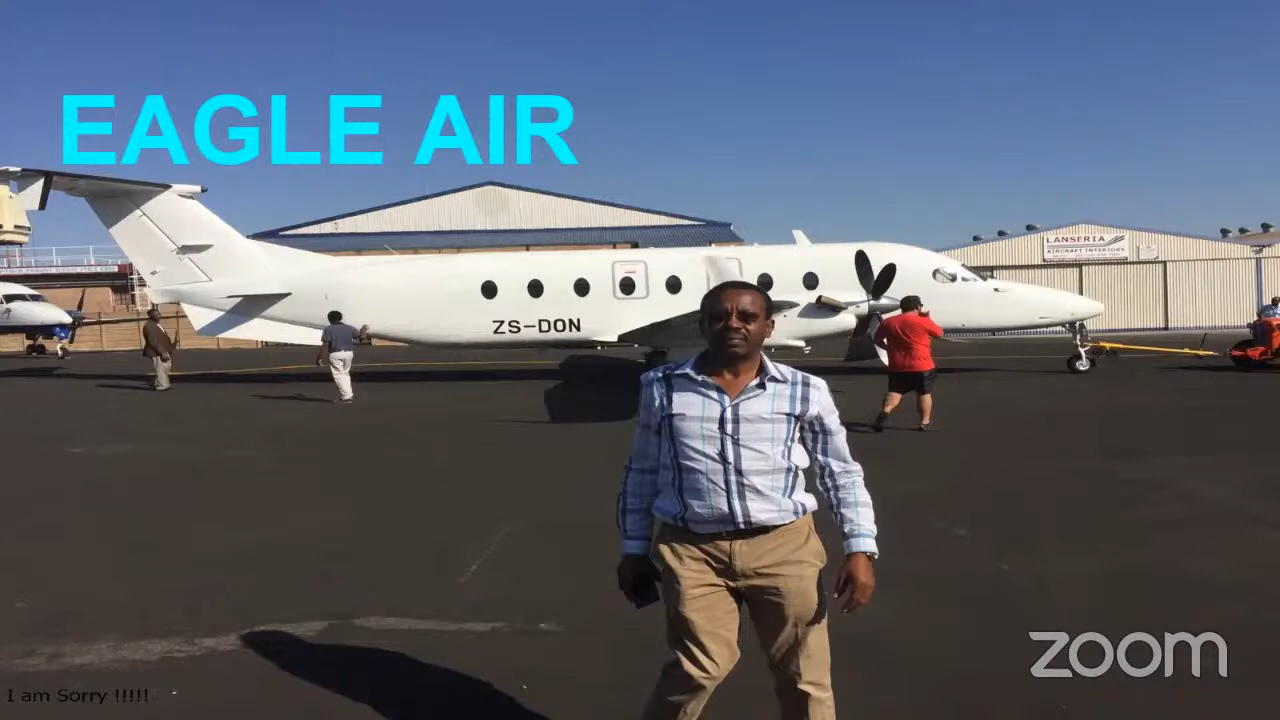 EAGLE AIR
LANSERIA
AIRCRAFT INTERIORS
ZS-DON
zoom
I am Sorry !!!!!